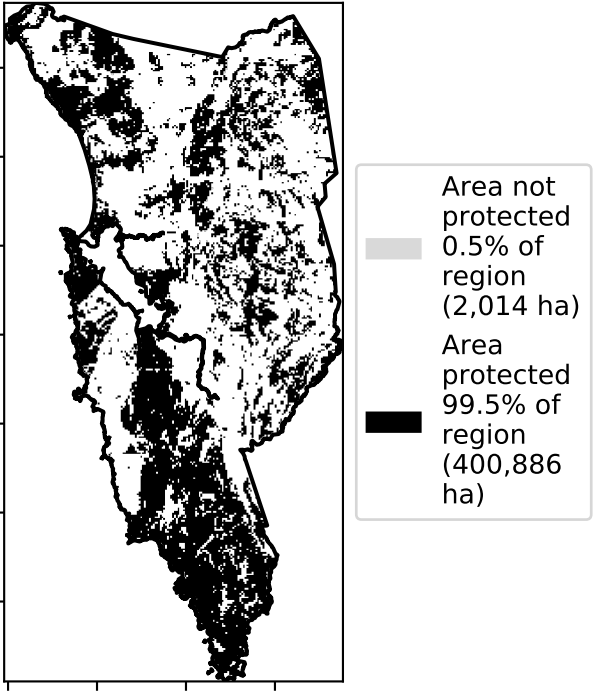 Area not
protected
0.5% of
region
(2,014 ha)
Area
protected
99.5% of
region
(400,886
ha)